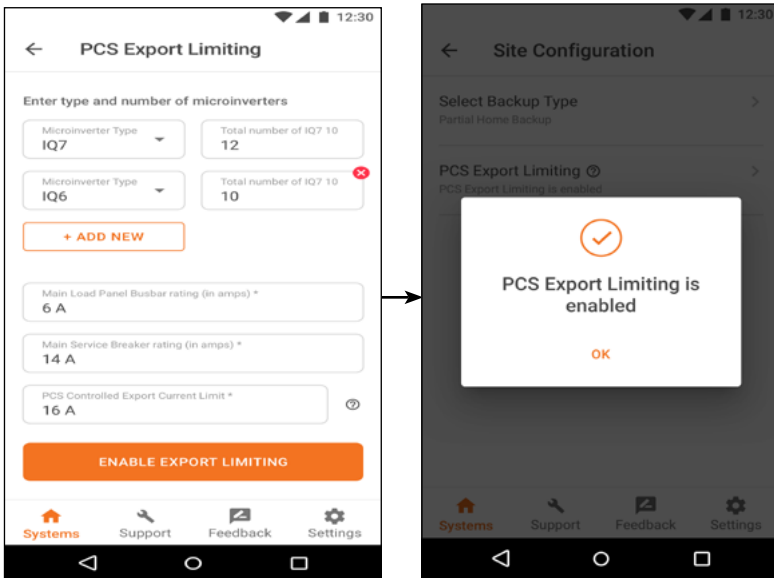 12:30
PCS Export Limiting
Enter type and number of microinverters
Microinverter Type
IQ7
Total number of IQ7 10
12
Microinverter Type
IQ6
Total number of IQ7 10
10
+ ADD NEW
Main Load Panel Busbar rating (in amps) *
6 A
Main Service Breaker rating (in amps) *
14 A
PCS Controlled Export Current Limit *
16 A
ENABLE EXPORT LIMITING
Systems
Support
Feedback
Settings
12:30
Site Configuration
Select Backup Type
Partial Home Backup
PCS Export Limiting
PCS Export Limiting is enabled
PCS Export Limiting is
enabled
OK
Systems
Support
Feedback
Settings